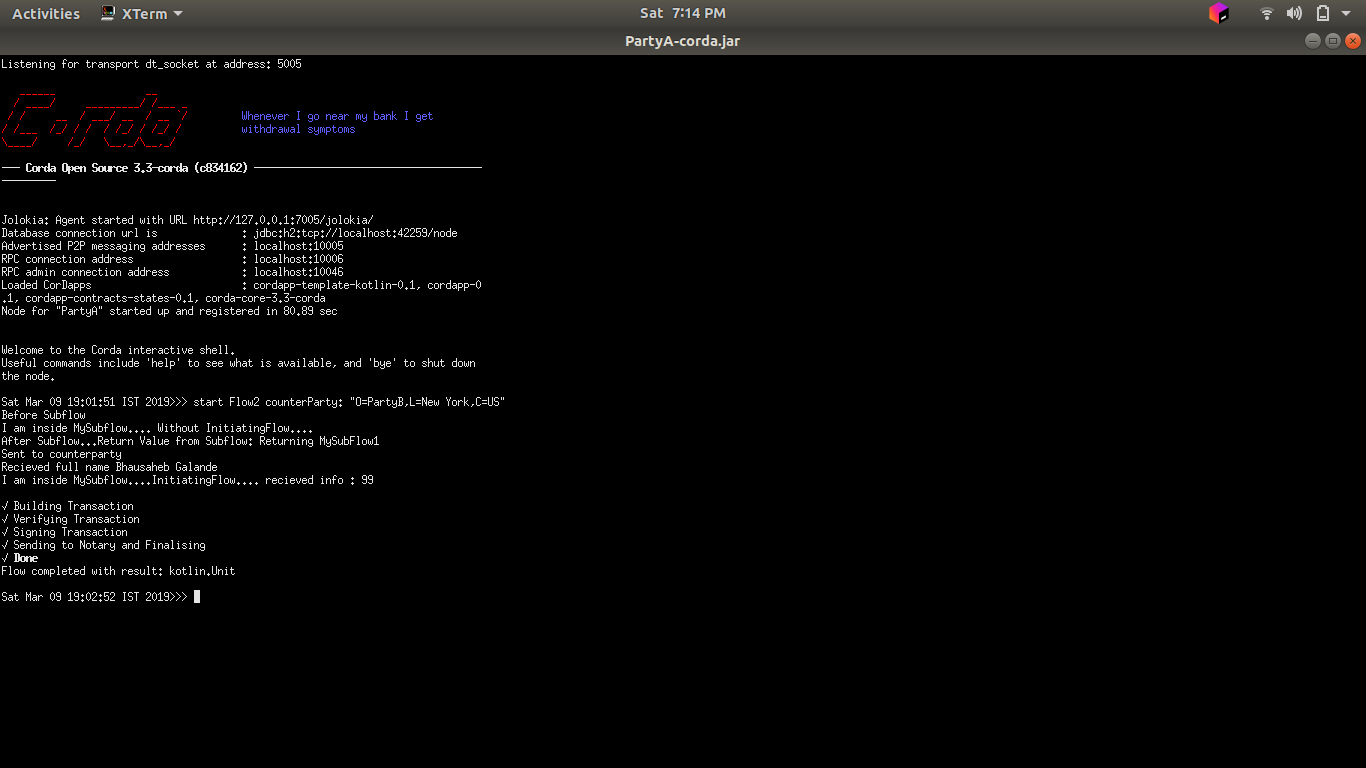 Activities XTerm Sat 7:14 PM
PartyA-corda.jar
Listening for transport dt_socket at address: 5005
Whenever I go near my bank I get
withdrawal symptoms
--- Corda Open Source 3.3-corda (c834162) -----------------------------------------------
Jolokia: Agent started with URL http://127.0.0.1:7005/jolokia/
Database connection url is : jdbc:h2:tcp://localhost:42259/node
Advertised P2P messaging addresses : localhost:10005
RPC connection address : localhost:10006
RPC admin connection address : localhost:10046
Loaded CorDapps : cordapp-template-kotlin-0.1, cordapp-0
.1, cordapp-contracts-states-0.1, corda-core-3.3-corda
Node for "PartyA" started up and registered in 80.89 sec
Welcome to the Corda interactive shell.
Useful commands include 'help' to see what is available, and 'bye' to shut down
the node.
Sat Mar 09 19:01:51 IST 2019>>> start Flow2 counterParty: "O=PartyB,L=New York,C=US"
Before Subflow
I am inside MySubflow.... Without InitiatingFlow....
After Subflow...Return Value from Subflow: Returning MySubFlow1
Sent to counterparty
Recieved full name Bhausaheb Galande
I am inside MySubflow....InitiatingFlow.... recieved info : 99
√ Building Transaction
√ Verifying Transaction
√ Signing Transaction
√ Sending to Notary and Finalising
√ Done
Flow completed with result: kotlin.Unit
Sat Mar 09 19:02:52 IST 2019>>>